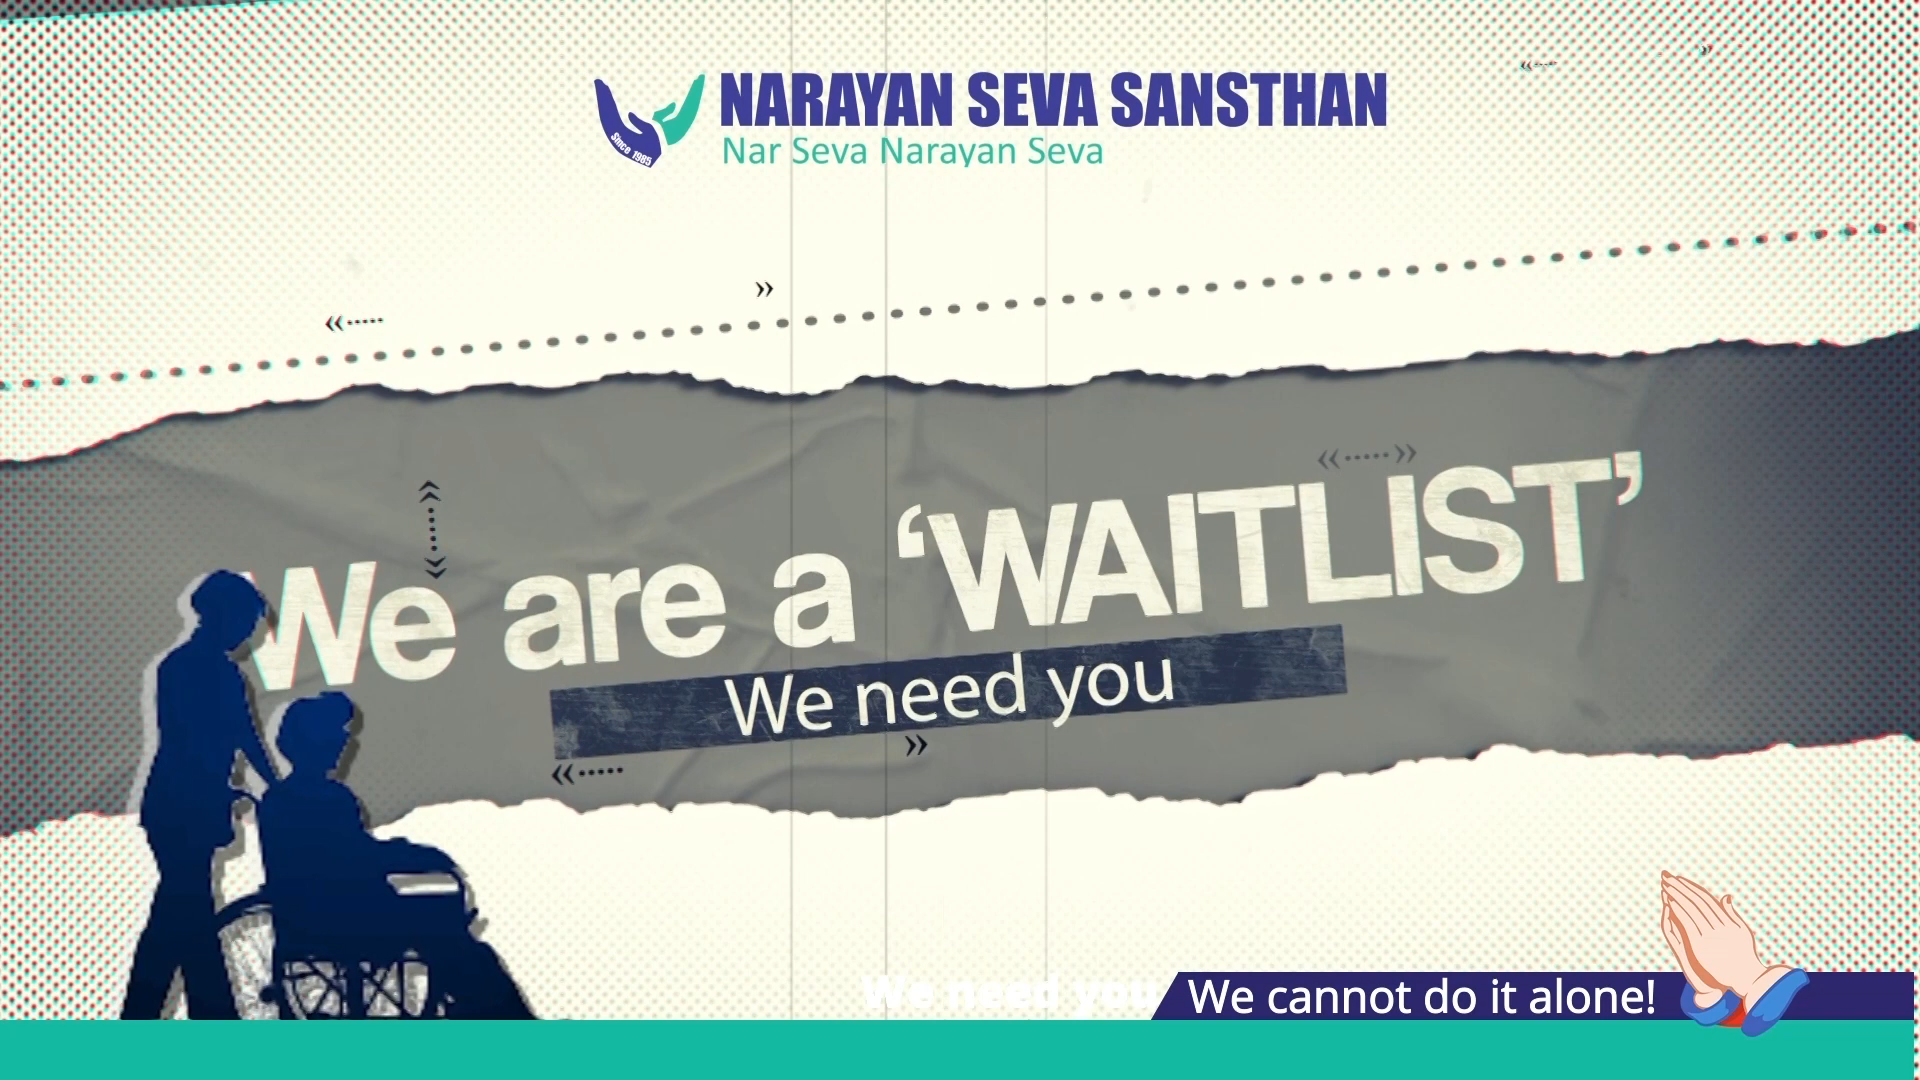 NARAYAN SEVA SANSTHAN
Nar Seva Narayan Seva
Since 1985
We are a ‘WAITLIST’
We need you
We need you
We cannot do it alone!